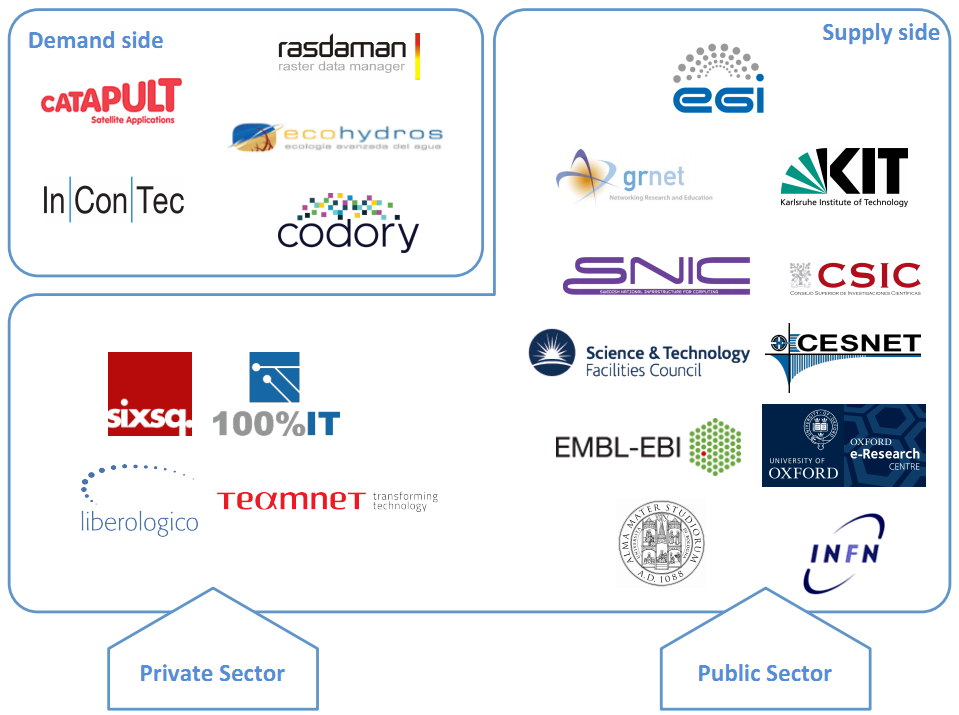 Demand side
rasdaman
raster data manager
CATAPULT
Satellite Applications
ecohydros
ecología avanzada del agua
In Con Tec
codory
Supply side
egi
grnet
Networking Research and Education
KIT
Karlsruhe Institute of Technology
SNIC
SWEDISH NATIONAL INFRASTRUCTURE FOR COMPUTING
CSIC
CONSEJO SUPERIOR DE INVESTIGACIONES CIENTÍFICAS
Science & Technology
Facilities Council
CESNET
EMBL-EBI
UNIVERSITY OF
OXFORD
OXFORD
e-Research
CENTRE
ALMA MATER STUDIORUM
A.D. 1088
INFN
sixsq.
100%IT
liberologico
TEAMNET
transforming
technology
Private Sector
Public Sector